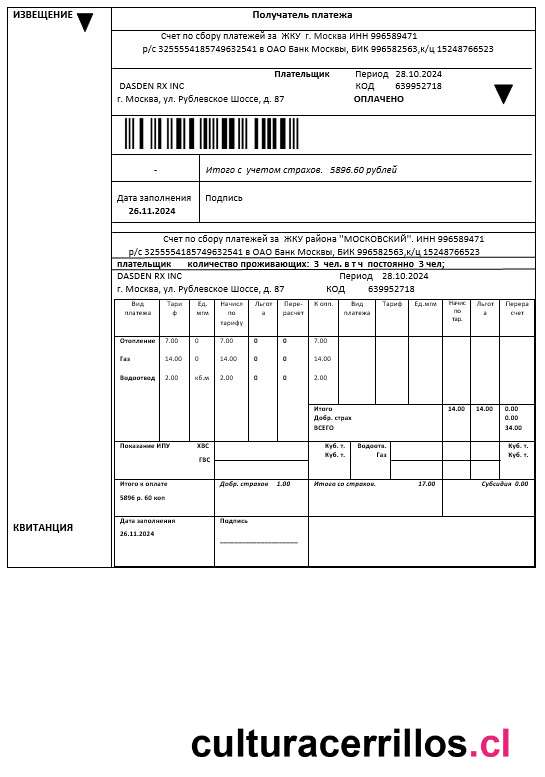 ИЗВЕЩЕНИЕ
Получатель платежа
Счет по сбору платежей за ЖКУ г. Москва ИНН 996589471
р/с 3255554185749632541 в ОАО Банк Москвы, БИК 996582563,к/ц 15248766523
Плательщик Период 28.10.2024
DASDEN RX INC КОД 639952718
г. Москва, ул. Рублевское Шоссе, д. 87 ОПЛАЧЕНО
- Итого с учетом страхов. 5896.60 рублей
Дата заполнения Подпись
26.11.2024
Счет по сбору платежей за ЖКУ района "МОСКОВСКИЙ". ИНН 996589471
р/с 3255554185749632541 в ОАО Банк Москвы, БИК 996582563,к/ц 15248766523
плательщик количество проживающих: 3 чел. в т ч постоянно 3 чел;
DASDEN RX INC Период 28.10.2024
г. Москва, ул. Рублевское Шоссе, д. 87 КОД 639952718
Вид Тари Ед. Начисл Льгот Пере- К опл. Вид Тариф Ед.мгм Начис Льгот Перера
платежа ф мгм по а расчет платежа по а счет
тарифу тар.
Отопление 7.00 0 7.00 0 0 7.00
Газ 14.00 0 14.00 0 0 14.00
Водоотвод 2.00 кб.м 2.00 0 0 2.00
Итого 14.00 14.00 0.00
Добр. страх 0.00
ВСЕГО 34.00
Показание ИПУ ХВС Куб. т. Водоотв. Куб. т.
Куб. т. Газ Куб. т.
ГВС
Итого к оплате Добр. страхов 1.00 Итого со страхов. 17.00 Субсидия 0.00
5896 р. 60 коп
КВИТАНЦИЯ
Дата заполнения Подпись
26.11.2024
culturacerrillos.cl